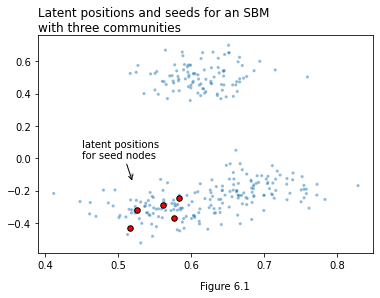 Latent positions and seeds for an SBM
with three communities
0.6
0.4
0.2
0.0
−0.2
−0.4
latent positions
for seed nodes
0.4 0.5 0.6 0.7 0.8
Figure 6.1